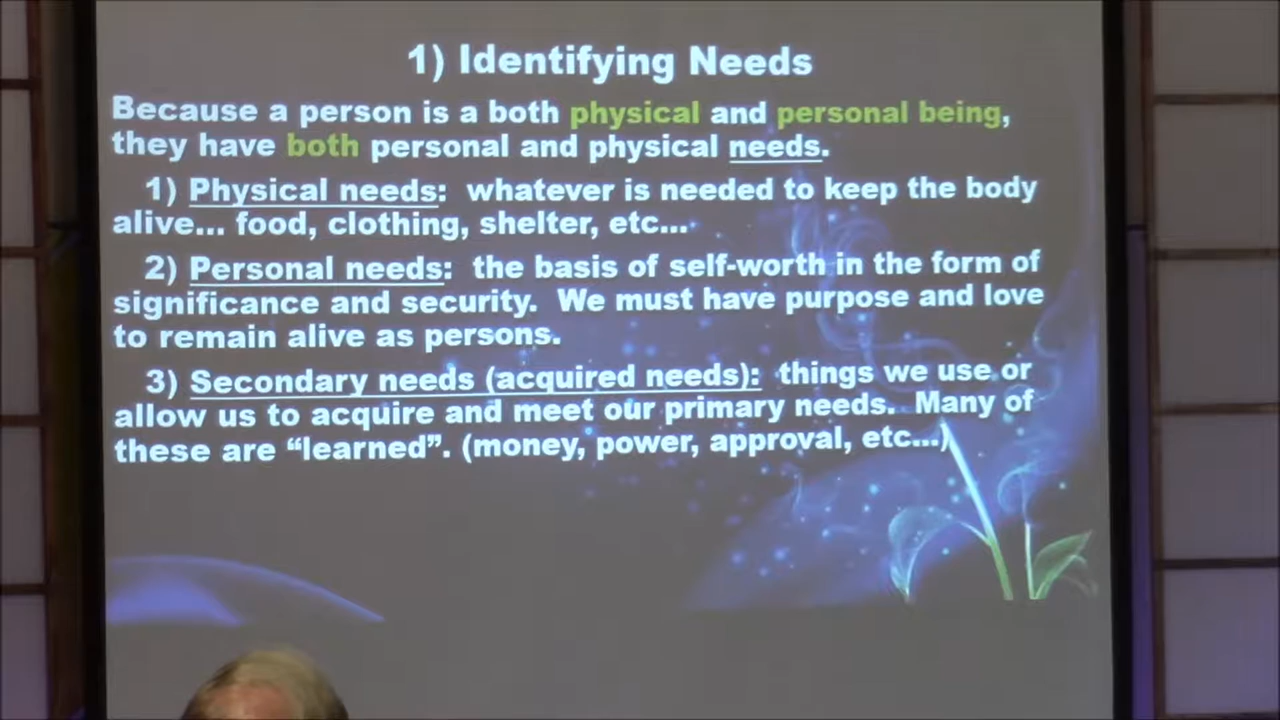 1) Identifying Needs
Because a person is a both physical and personal being,
they have both personal and physical needs.
1) Physical needs:  whatever is needed to keep the body
alive... food, clothing, shelter, etc...
2) Personal needs:  the basis of self-worth in the form of
significance and security.  We must have purpose and love
to remain alive as persons.
3) Secondary needs (acquired needs):  things we use or
allow us to acquire and meet our primary needs.  Many of
these are “learned”. (money, power, approval, etc...)